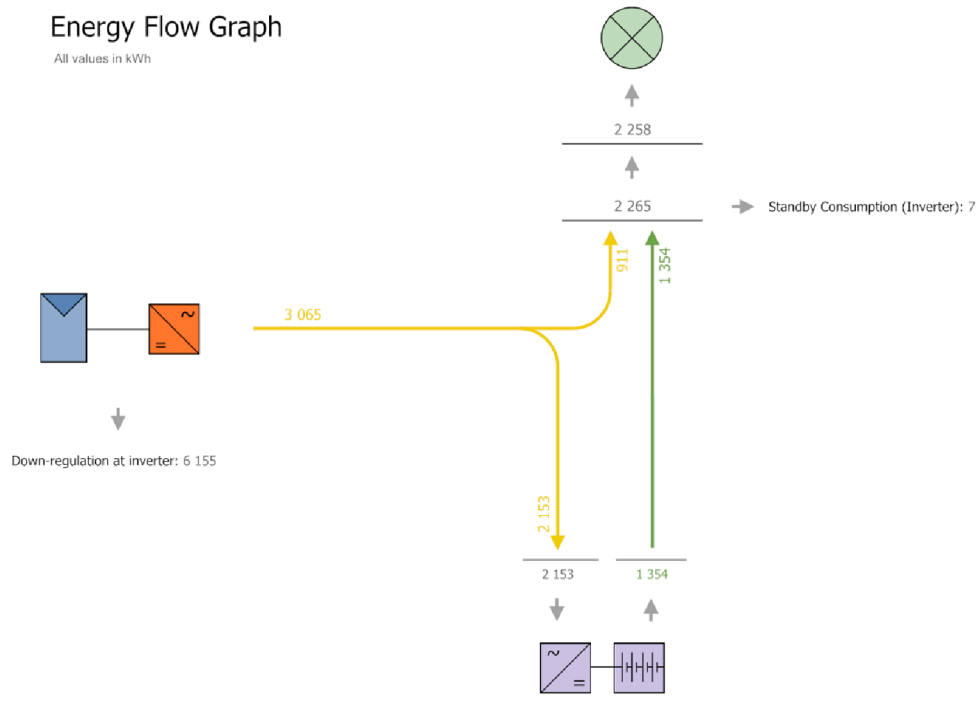 Energy Flow Graph
All values in kWh
2 258
2 265
Standby Consumption (Inverter): 7
911
1 354
3 065
Down-regulation at inverter: 6 155
2 153
2 153
1 354